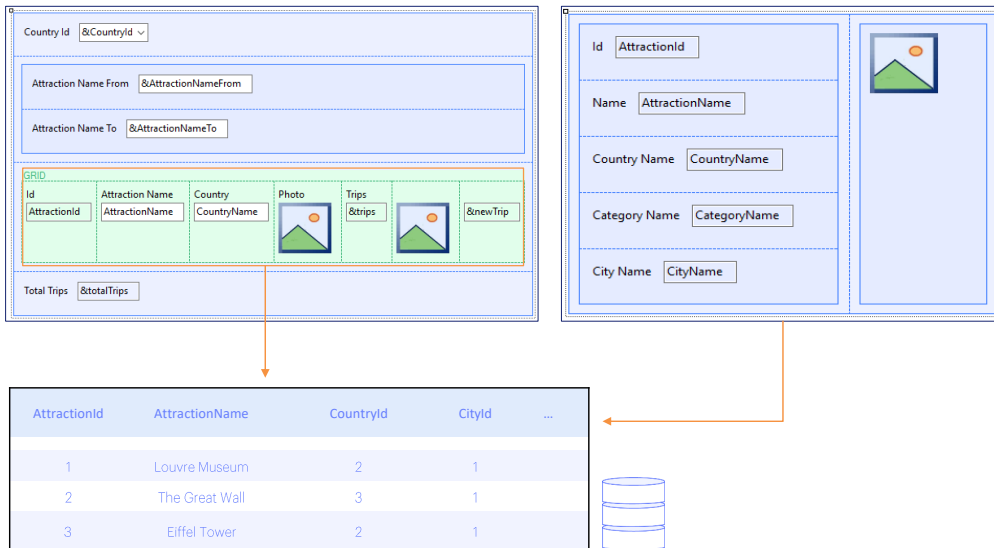 Country Id &CountryId
Attraction Name From &AttractionNameFrom
Attraction Name To &AttractionNameTo
GRID
Id Attraction Name Country Photo Trips
AttractionId AttractionName CountryName &trips &newTrip
Total Trips &totalTrips
Id AttractionId
Name AttractionName
Country Name CountryName
Category Name CategoryName
City Name CityName
AttractionId AttractionName CountryId CityId ...
1 Louvre Museum 2 1
2 The Great Wall 3 1
3 Eiffel Tower 2 1